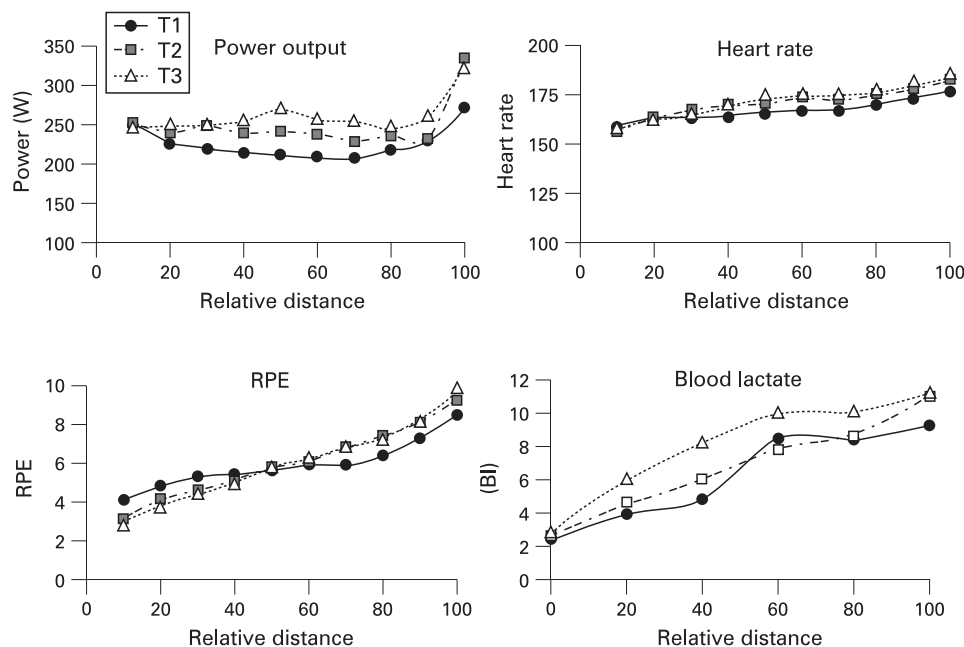 T1
T2
T3
Power output
350
300
250
200
150
100
Power (W)
0 20 40 60 80 100
Relative distance
Heart rate
200
175
150
125
100
Heart rate
0 20 40 60 80 100
Relative distance
RPE
10
8
6
4
2
0
RPE
0 20 40 60 80 100
Relative distance
Blood lactate
12
10
8
6
4
2
0
(Bl)
0 20 40 60 80 100
Relative distance